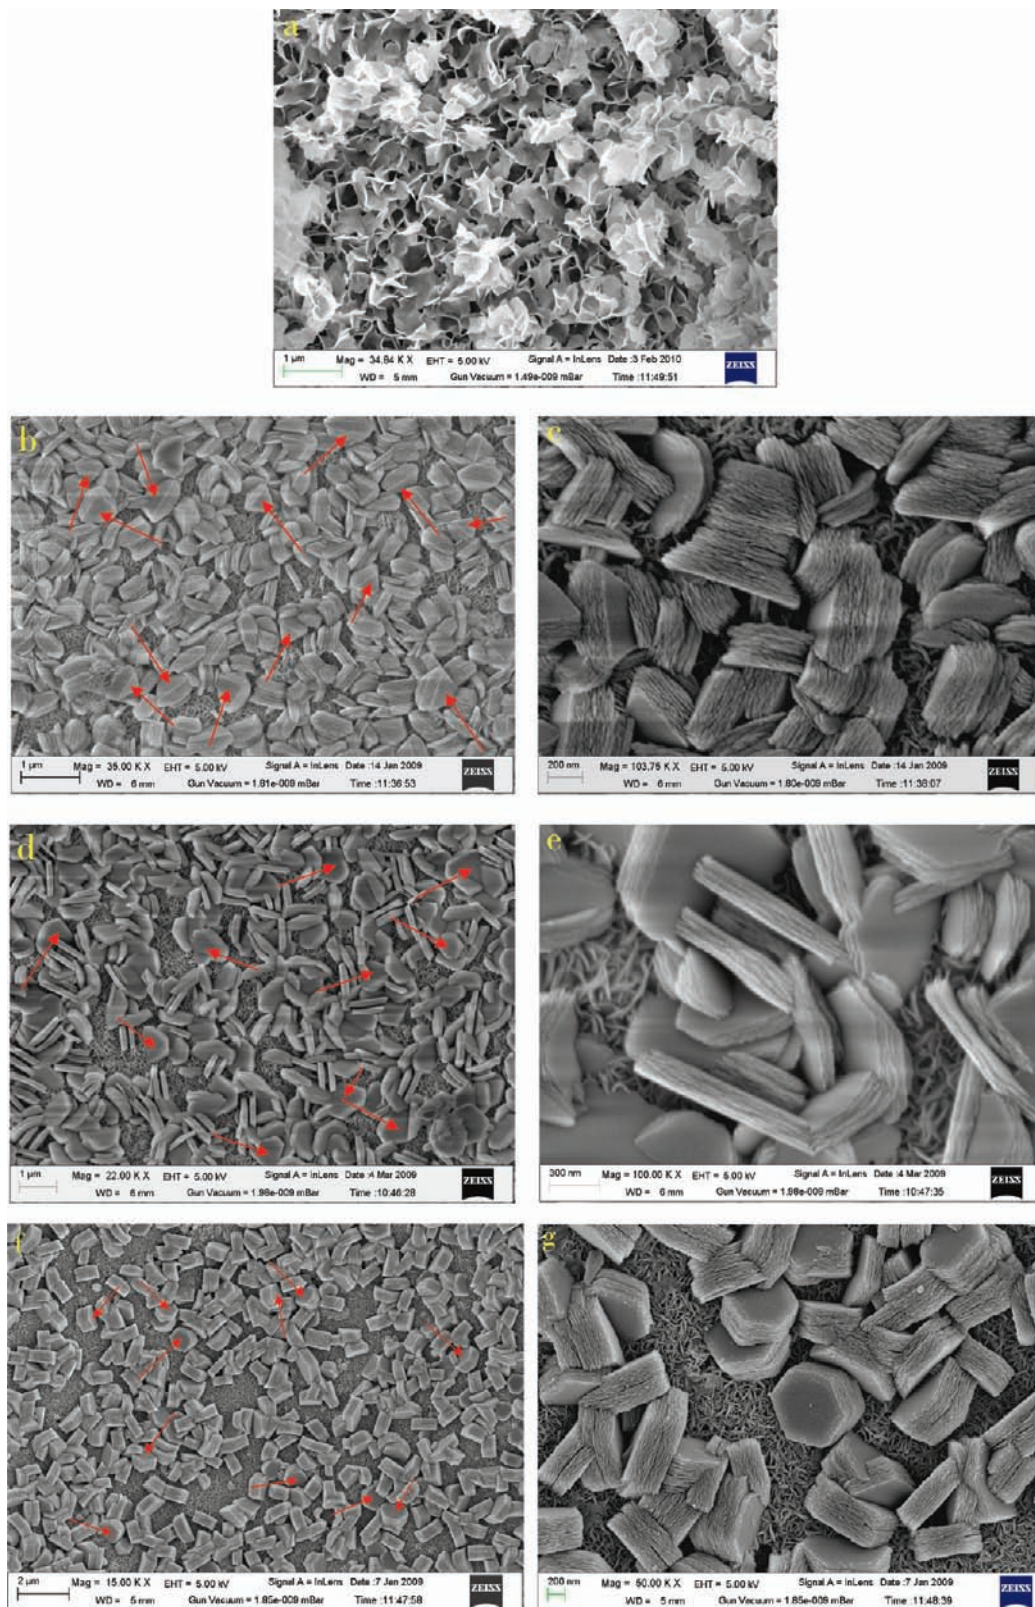 a
1 μm Mag = 34.84 K X EHT = 5.00 kV Signal A = InLens Date :3 Feb 2010 ZEISS
WD = 5 mm Gun Vacuum = 1.49e-009 mBar Time :11:49:51
b
1 μm Mag = 35.00 K X EHT = 5.00 kV Signal A = InLens Date :14 Jan 2009 ZEISS
WD = 6 mm Gun Vacuum = 1.81e-009 mBar Time :11:36:53
c
200 nm Mag = 103.75 K X EHT = 5.00 kV Signal A = InLens Date :14 Jan 2009 ZEISS
WD = 6 mm Gun Vacuum = 1.80e-009 mBar Time :11:38:07
d
1 μm Mag = 22.00 K X EHT = 5.00 kV Signal A = InLens Date :4 Mar 2009 ZEISS
WD = 6 mm Gun Vacuum = 1.98e-009 mBar Time :10:46:28
e
300 nm Mag = 100.00 K X EHT = 5.00 kV Signal A = InLens Date :4 Mar 2009 ZEISS
WD = 6 mm Gun Vacuum = 1.98e-009 mBar Time :10:47:35
f
2 μm Mag = 15.00 K X EHT = 5.00 kV Signal A = InLens Date :7 Jan 2009 ZEISS
WD = 5 mm Gun Vacuum = 1.85e-009 mBar Time :11:47:58
g
200 nm Mag = 50.00 K X EHT = 5.00 kV Signal A = InLens Date :7 Jan 2009 ZEISS
WD = 5 mm Gun Vacuum = 1.85e-009 mBar Time :11:48:39